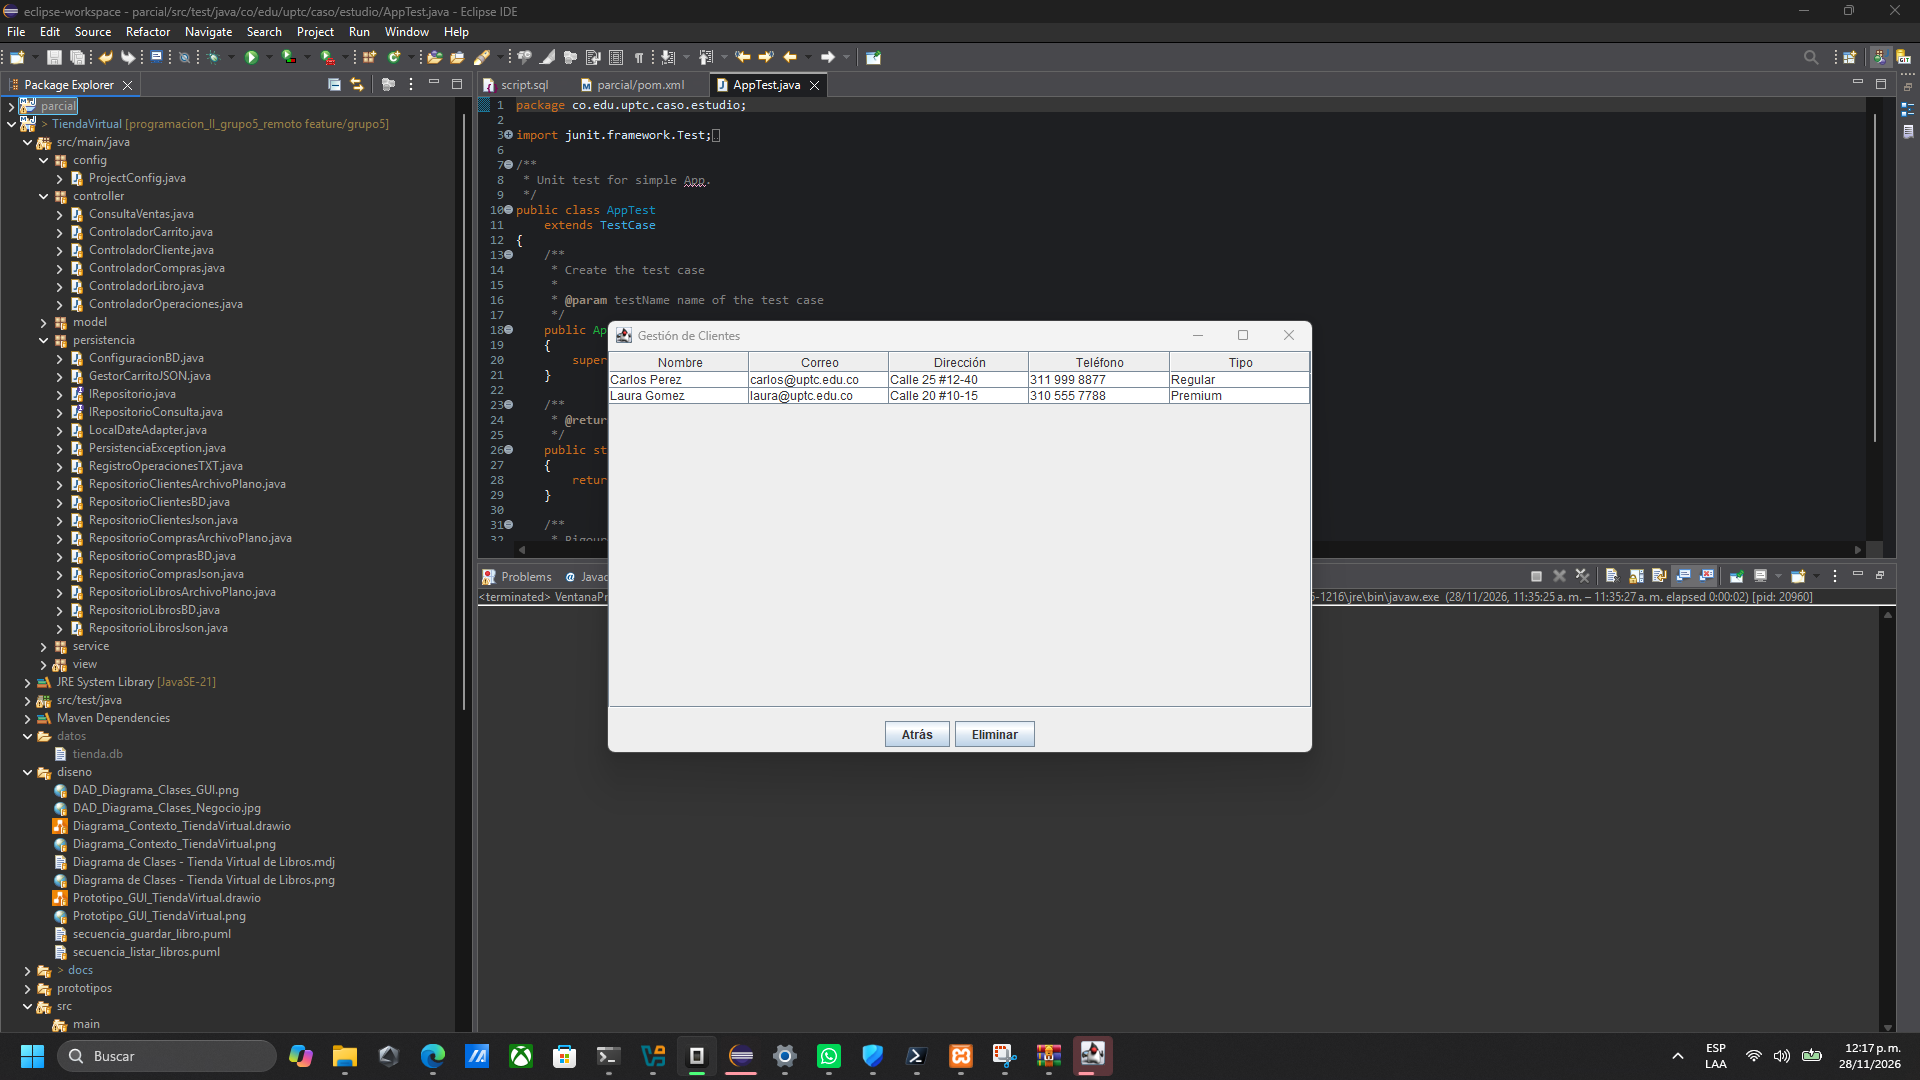 eclipse-workspace - parcial/src/test/java/co/edu/uptc/caso/estudio/AppTest.java - Eclipse IDE
File Edit Source Refactor Navigate Search Project Run Window Help
Package Explorer
parcial
> TiendaVirtual [programacion_II_grupo5_remoto feature/grupo5]
src/main/java
config
ProjectConfig.java
controller
ConsultaVentas.java
ControladorCarrito.java
ControladorCliente.java
ControladorCompras.java
ControladorLibro.java
ControladorOperaciones.java
model
persistencia
ConfiguracionBD.java
GestorCarritoJSON.java
IRepositorio.java
IRepositorioConsulta.java
LocalDateAdapter.java
PersistenciaException.java
RegistroOperacionesTXT.java
RepositorioClientesArchivoPlano.java
RepositorioClientesBD.java
RepositorioClientesJson.java
RepositorioComprasArchivoPlano.java
RepositorioComprasBD.java
RepositorioComprasJson.java
RepositorioLibrosArchivoPlano.java
RepositorioLibrosBD.java
RepositorioLibrosJson.java
service
view
JRE System Library [JavaSE-21]
src/test/java
Maven Dependencies
datos
tienda.db
diseno
DAD_Diagrama_Clases_GUI.png
DAD_Diagrama_Clases_Negocio.jpg
Diagrama_Contexto_TiendaVirtual.drawio
Diagrama_Contexto_TiendaVirtual.png
Diagrama de Clases - Tienda Virtual de Libros.mdj
Diagrama de Clases - Tienda Virtual de Libros.png
Prototipo_GUI_TiendaVirtual.drawio
Prototipo_GUI_TiendaVirtual.png
secuencia_guardar_libro.puml
secuencia_listar_libros.puml
> docs
prototipos
src
main
script.sql parcial/pom.xml AppTest.java
1 package co.edu.uptc.caso.estudio;
2
3 import junit.framework.Test;
6
7 /**
8 * Unit test for simple App.
9 */
10 public class AppTest
11 extends TestCase
12 {
13 /**
14 * Create the test case
15 *
16 * @param testName name of the test case
17 */
18 public Ap
19 {
20 super
21 }
22
23 /**
24 * @retur
25 */
26 public st
27 {
28 retur
29 }
30
31 /**
32 * Rigour
Gestión de Clientes
Nombre Correo Dirección Teléfono Tipo
Carlos Perez carlos@uptc.edu.co Calle 25 #12-40 311 999 8877 Regular
Laura Gomez laura@uptc.edu.co Calle 20 #10-15 310 555 7788 Premium
Atrás Eliminar
Problems @ Javad
<terminated> VentanaPr
5-1216\jre\bin\javaw.exe (28/11/2026, 11:35:25 a. m. – 11:35:27 a. m. elapsed 0:00:02) [pid: 20960]
Buscar
ESP
LAA
12:17 p. m.
28/11/2026